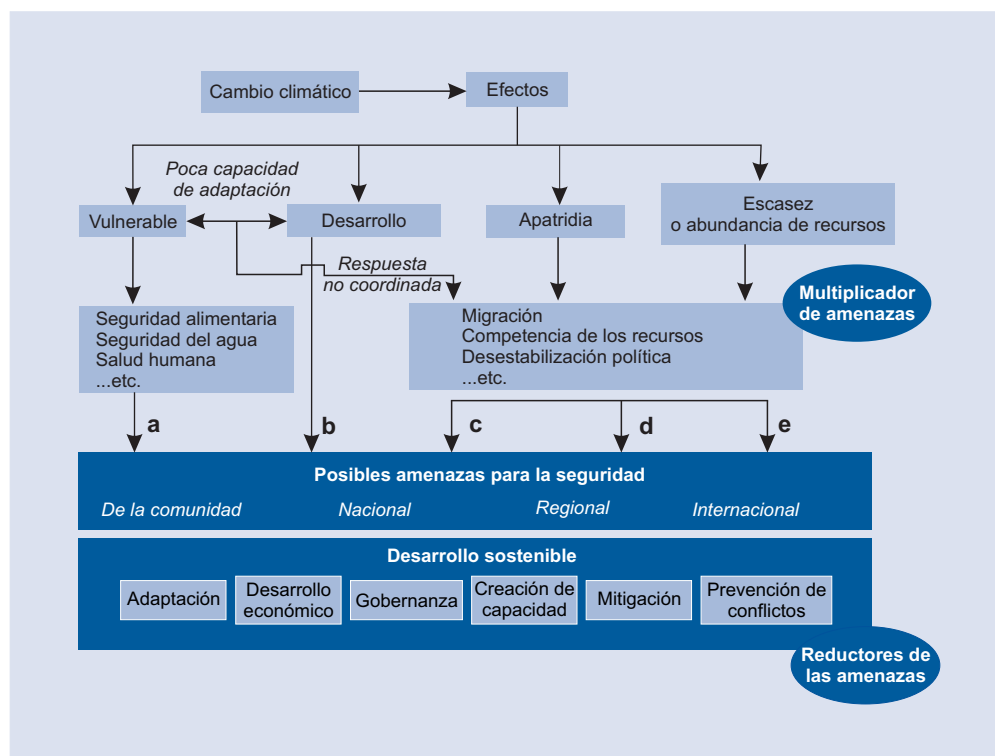 Cambio climático
Efectos
Poca capacidad
de adaptación
Vulnerable
Desarrollo
Apatridia
Escasez
o abundancia de recursos
Respuesta
no coordinada
Multiplicador
de amenazas
Seguridad alimentaria
Seguridad del agua
Salud humana
...etc.
Migración
Competencia de los recursos
Desestabilización política
...etc.
a
b
c
d
e
Posibles amenazas para la seguridad
De la comunidad
Nacional
Regional
Internacional
Desarrollo sostenible
Adaptación
Desarrollo
económico
Gobernanza
Creación de
capacidad
Mitigación
Prevención de
conflictos
Reductores de
las amenazas